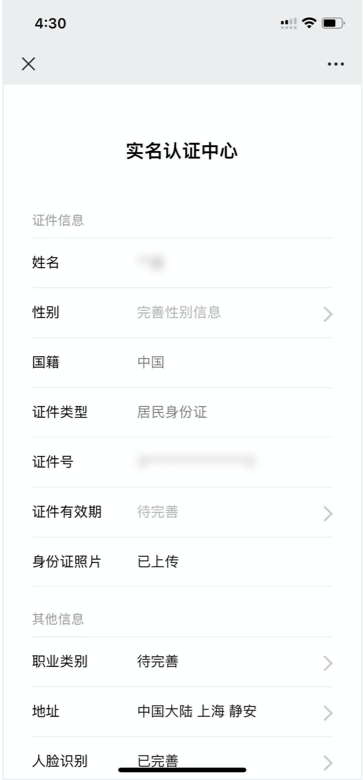 4:30
实名认证中心
证件信息
姓名
性别 完善性别信息
国籍 中国
证件类型 居民身份证
证件号
证件有效期 待完善
身份证照片 已上传
其他信息
职业类别 待完善
地址 中国大陆 上海 静安
人脸识别 已完善